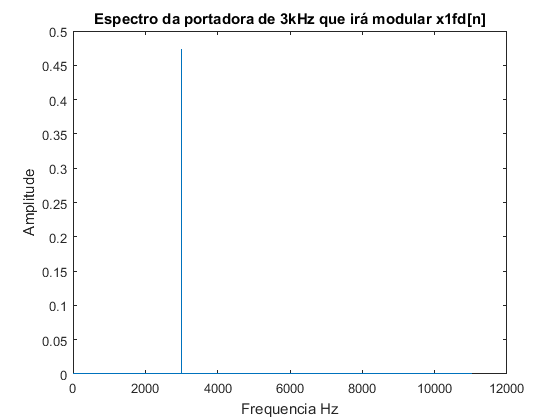 Espectro da portadora de 3kHz que irá modular x1fd[n]
0.5
0.45
0.4
0.35
0.3
0.25
0.2
0.15
0.1
0.05
0
Amplitude
0 2000 4000 6000 8000 10000 12000
Frequencia Hz